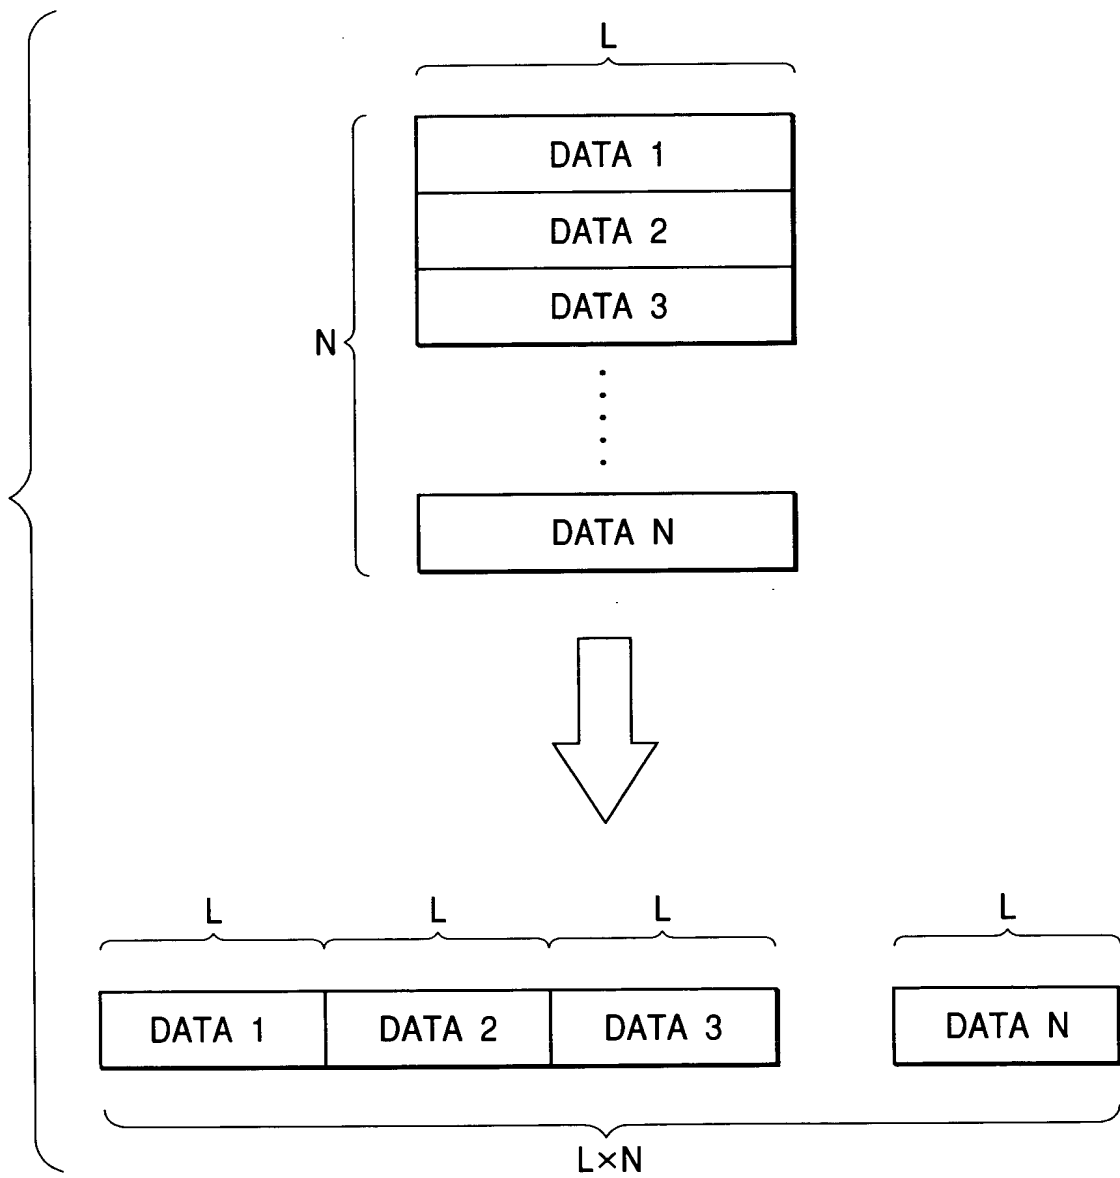 L
DATA 1
DATA 2
DATA 3
N
DATA N
L L L L
DATA 1 DATA 2 DATA 3 DATA N
L×N